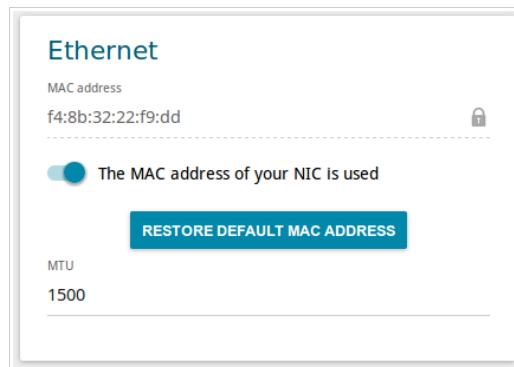 Ethernet
MAC address
f4:8b:32:22:f9:dd
The MAC address of your NIC is used
RESTORE DEFAULT MAC ADDRESS
MTU
1500